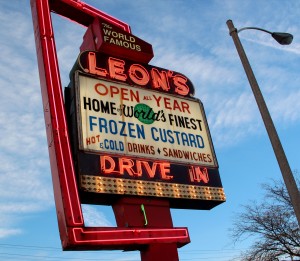 The
WORLD
FAMOUS
LEON'S
OPEN ALL YEAR
HOME of World's FINEST
FROZEN CUSTARD
HOT & COLD DRINKS • SANDWICHES
DRIVE IN